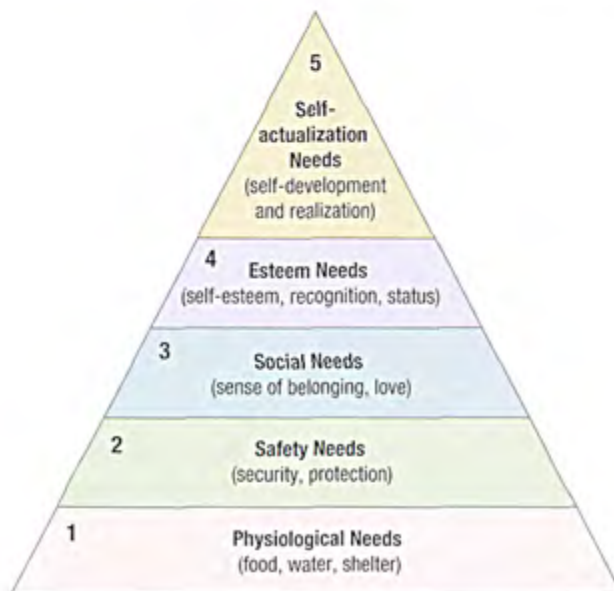 5
Self-
actualization
Needs
(self-development
and realization)
4
Esteem Needs
(self-esteem, recognition, status)
3
Social Needs
(sense of belonging, love)
2
Safety Needs
(security, protection)
1
Physiological Needs
(food, water, shelter)